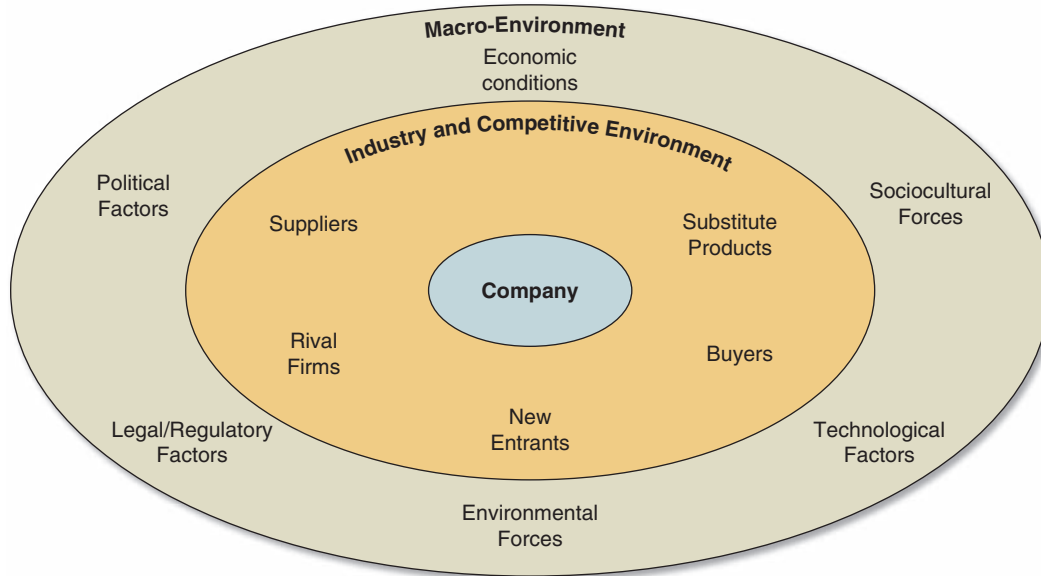 Macro-Environment
Economic
conditions
Industry and Competitive Environment
Political
Factors
Sociocultural
Forces
Suppliers
Substitute
Products
Company
Rival
Firms
Buyers
New
Entrants
Legal/Regulatory
Factors
Technological
Factors
Environmental
Forces